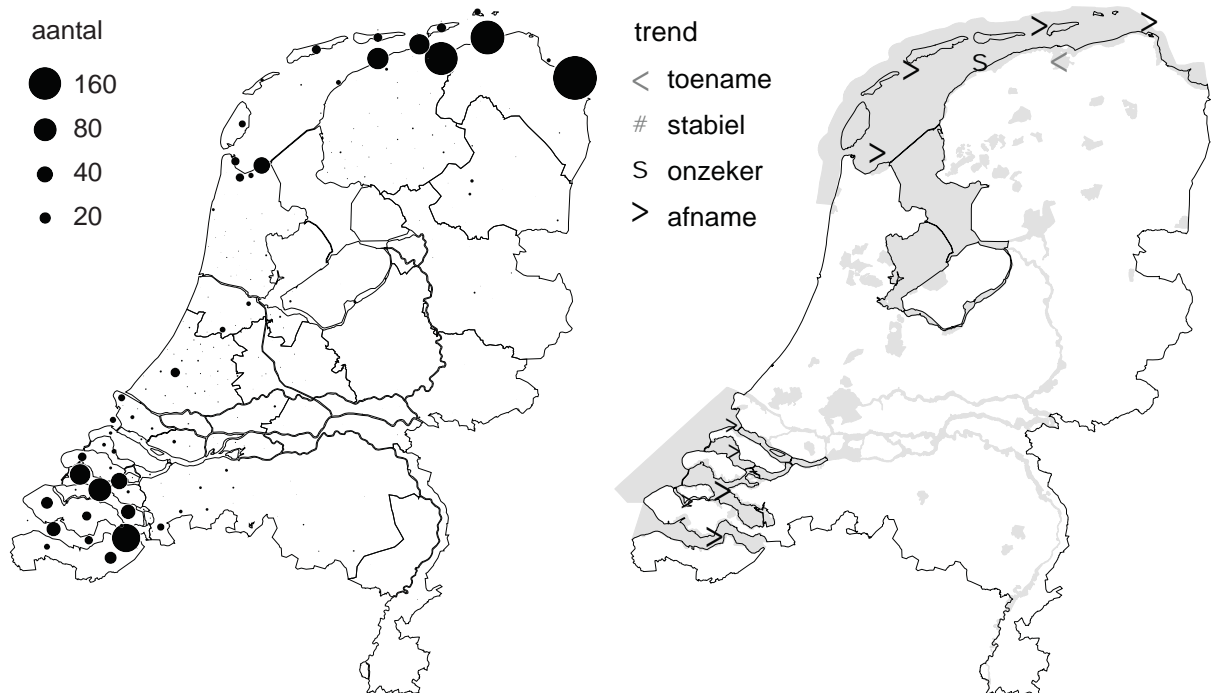 aantal
160
80
40
20
trend
< toename
# stabiel
S onzeker
> afname
>
>
S
<
>
>
>
>
>
>